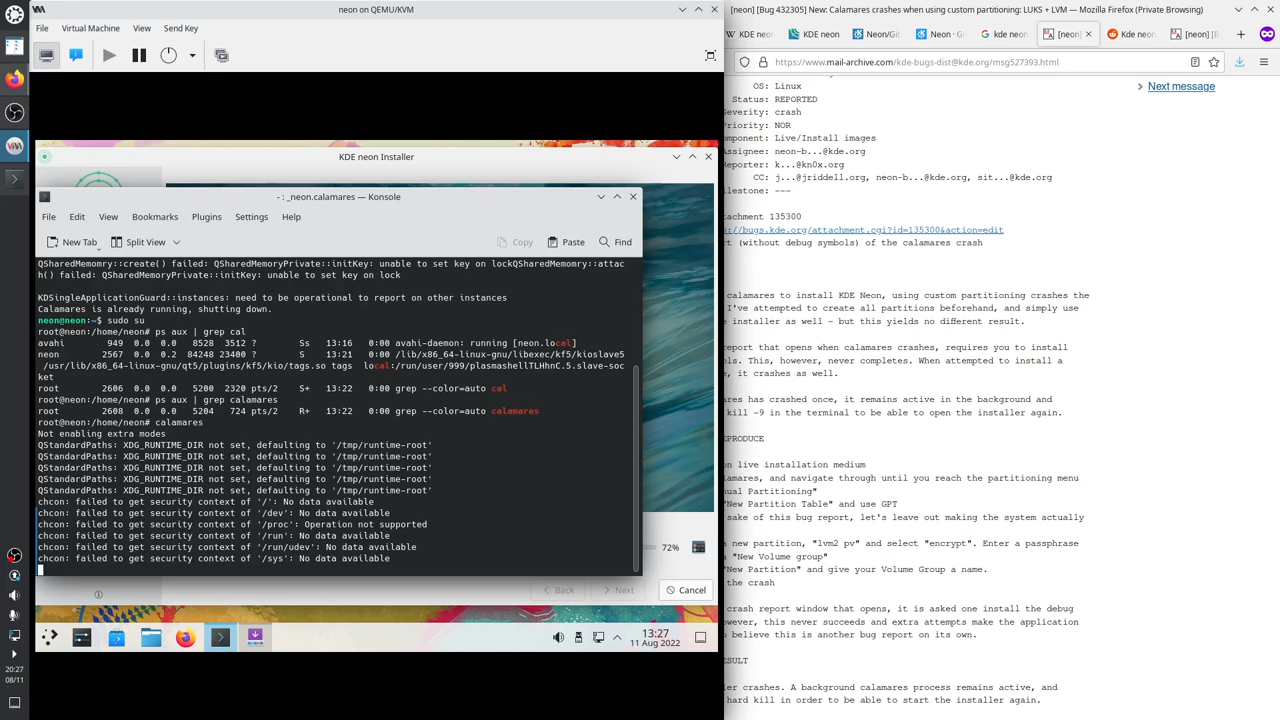 neon on QEMU/KVM
File Virtual Machine View Send Key
KDE neon Installer
- : _neon.calamares — Konsole
File Edit View Bookmarks Plugins Settings Help
New Tab Split View Copy Paste Find
QSharedMemomry::create() failed: QSharedMemoryPrivate::initKey: unable to set key on lockQSharedMemomry::attac
h() failed: QSharedMemoryPrivate::initKey: unable to set key on lock
KDSingleApplicationGuard::instances: need to be operational to report on other instances
Calamares is already running, shutting down.
neon@neon:~$ sudo su
root@neon:/home/neon# ps aux | grep cal
avahi 949 0.0 0.0 8528 3512 ? Ss 13:16 0:00 avahi-daemon: running [neon.local]
neon 2567 0.0 0.2 84248 23400 ? S 13:21 0:00 /lib/x86_64-linux-gnu/libexec/kf5/kioslave5
/usr/lib/x86_64-linux-gnu/qt5/plugins/kf5/kio/tags.so tags local:/run/user/999/plasmashellTLHhnC.5.slave-soc
ket
root 2606 0.0 0.0 5200 2320 pts/2 S+ 13:22 0:00 grep --color=auto cal
root@neon:/home/neon# ps aux | grep calamares
root 2608 0.0 0.0 5204 724 pts/2 R+ 13:22 0:00 grep --color=auto calamares
root@neon:/home/neon# calamares
Not enabling extra modes
QStandardPaths: XDG_RUNTIME_DIR not set, defaulting to '/tmp/runtime-root'
QStandardPaths: XDG_RUNTIME_DIR not set, defaulting to '/tmp/runtime-root'
QStandardPaths: XDG_RUNTIME_DIR not set, defaulting to '/tmp/runtime-root'
QStandardPaths: XDG_RUNTIME_DIR not set, defaulting to '/tmp/runtime-root'
QStandardPaths: XDG_RUNTIME_DIR not set, defaulting to '/tmp/runtime-root'
chcon: failed to get security context of '/': No data available
chcon: failed to get security context of '/dev': No data available
chcon: failed to get security context of '/proc': Operation not supported
chcon: failed to get security context of '/run': No data available
chcon: failed to get security context of '/run/udev': No data available
chcon: failed to get security context of '/sys': No data available
72%
Back Next Cancel
13:27
11 Aug 2022
20:27
08/11
[neon] [Bug 432305] New: Calamares crashes when using custom partitioning: LUKS + LVM — Mozilla Firefox (Private Browsing)
KDE neon KDE neon Neon/Git Neon · G kde neon [neon] Kde neon [neon] [B
https://www.mail-archive.com/kde-bugs-dist@kde.org/msg527393.html
Next message
OS: Linux
Status: REPORTED
Severity: crash
Priority: NOR
omponent: Live/Install images
Assignee: neon-b...@kde.org
Reporter: k...@kn0x.org
CC: j...@jriddell.org, neon-b...@kde.org, sit...@kde.org
ilestone: ---
tachment 135300
://bugs.kde.org/attachment.cgi?id=135300&action=edit
rt (without debug symbols) of the calamares crash
calamares to install KDE Neon, using custom partitioning crashes the
I've attempted to create all partitions beforehand, and simply use
e installer as well - but this yields no different result.
eport that opens when calamares crashes, requires you to install
ols. This, however, never completes. When attempted to install a
e, it crashes as well.
res has crashed once, it remains active in the background and
kill -9 in the terminal to be able to open the installer again.
EPRODUCE
on live installation medium
lamares, and navigate through until you reach the partitioning menu
nual Partitioning"
"New Partition Table" and use GPT
sake of this bug report, let's leave out making the system actually
a new partition, "lvm2 pv" and select "encrypt". Enter a passphrase
a "New Volume group"
"New Partition" and give your Volume Group a name.
the crash
crash report window that opens, it is asked one install the debug
owever, this never succeeds and extra attempts make the application
o believe this is another bug report on its own.
ESULT
ler crashes. A background calamares process remains active, and
hard kill in order to be able to start the installer again.